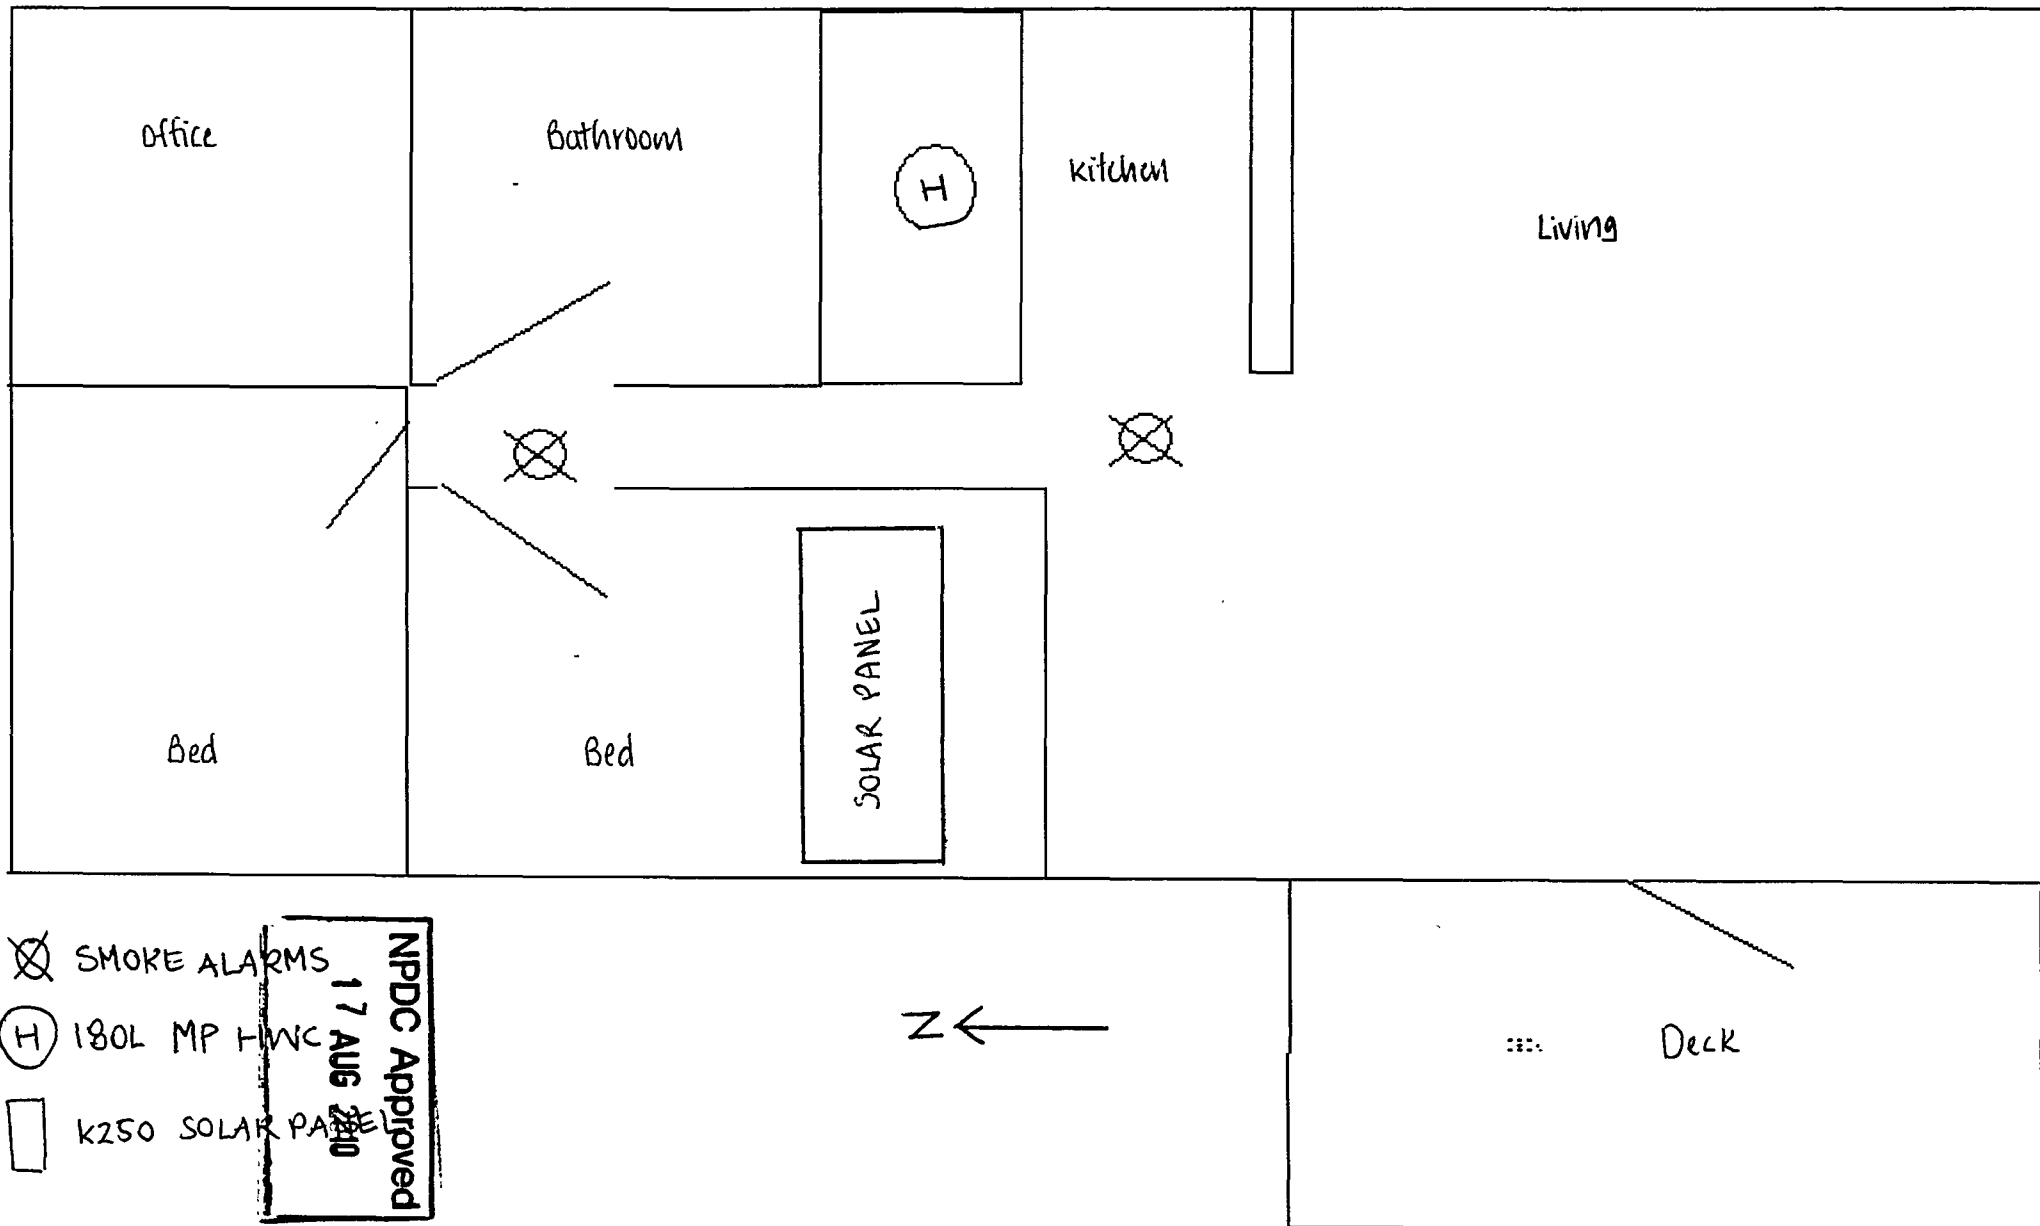 Office
Bathroom
H
Kitchen
Living
Bed
Bed
SOLAR PANEL
SMOKE ALARMS
H 180L MP HWC
K250 SOLAR PANEL
NPDC Approved
17 AUG 2010
N
Deck